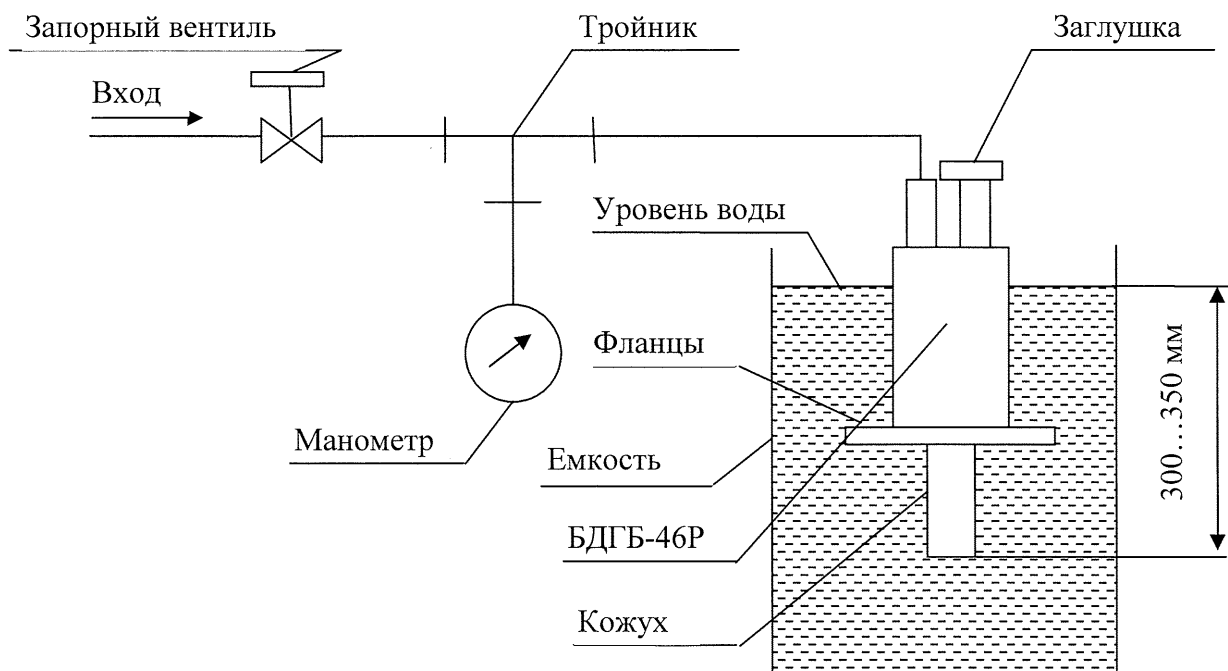 Запорный вентиль
Тройник
Заглушка
Вход
Уровень воды
Фланцы
Манометр
Емкость
300...350 мм
БДГБ-46Р
Кожух